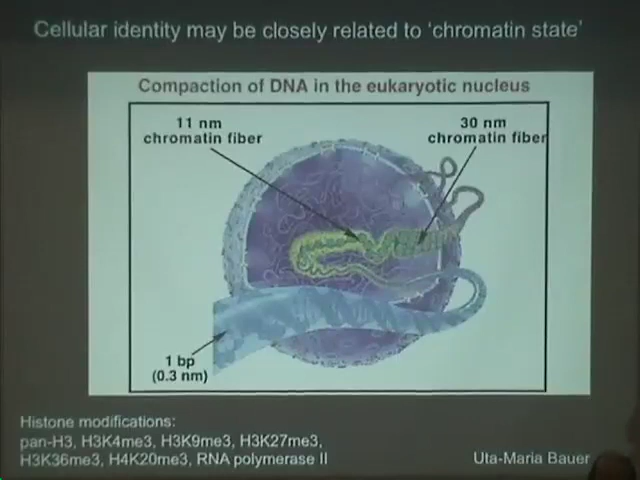 Cellular identity may be closely related to ‘chromatin state’
Compaction of DNA in the eukaryotic nucleus
11 nm
chromatin fiber
30 nm
chromatin fiber
1 bp
(0.3 nm)
Histone modifications:
pan-H3, H3K4me3, H3K9me3, H3K27me3,
H3K36me3, H4K20me3, RNA polymerase II
Uta-Maria Bauer